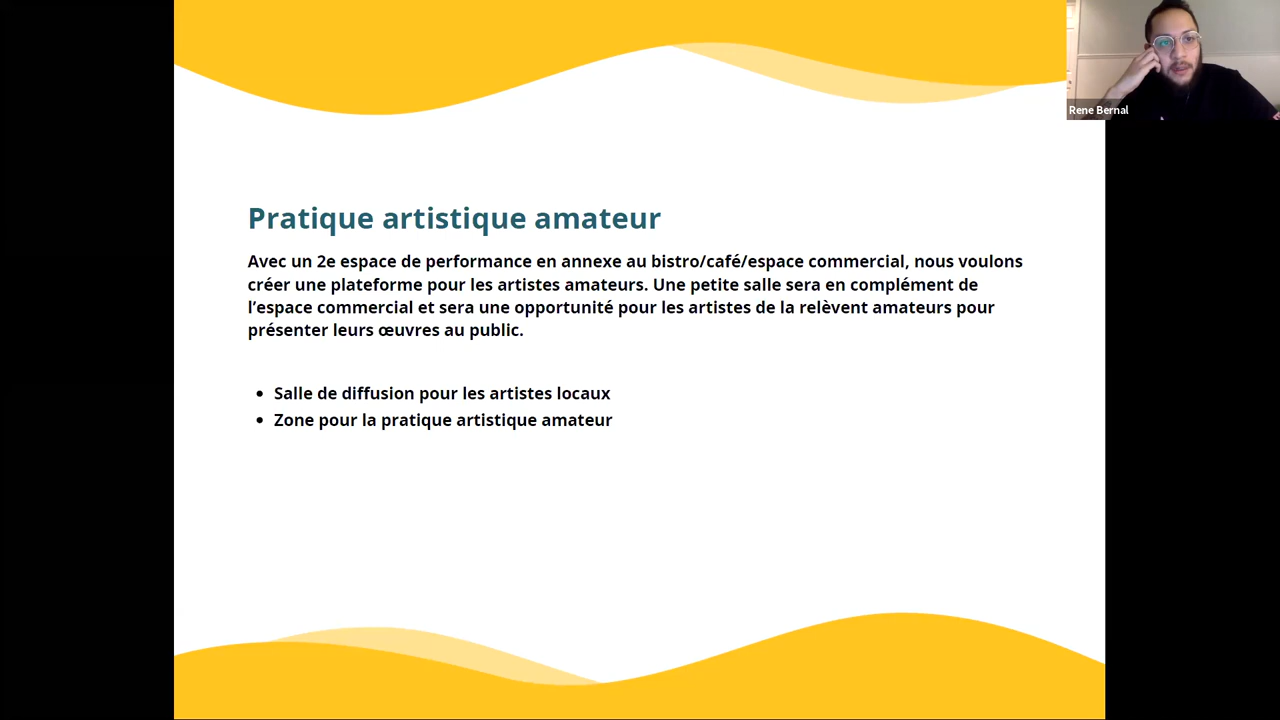 Rene Bernal
Pratique artistique amateur
Avec un 2e espace de performance en annexe au bistro/café/espace commercial, nous voulons
créer une plateforme pour les artistes amateurs. Une petite salle sera en complément de
l’espace commercial et sera une opportunité pour les artistes de la relèvent amateurs pour
présenter leurs œuvres au public.
• Salle de diffusion pour les artistes locaux
• Zone pour la pratique artistique amateur